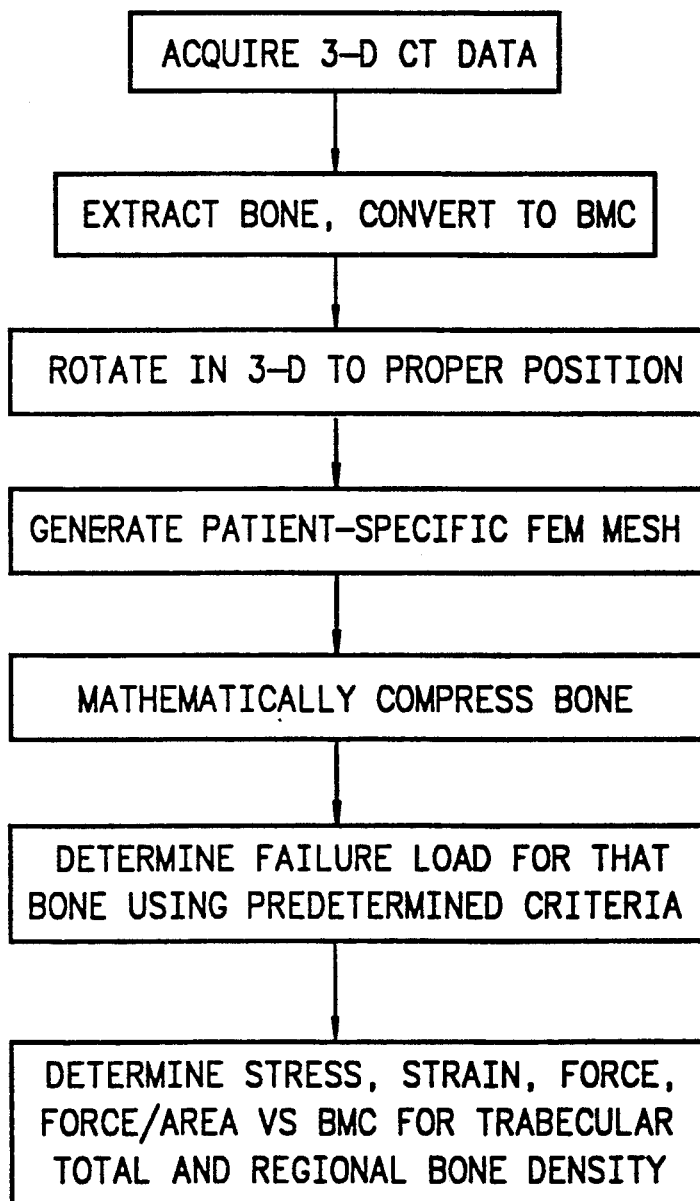 ACQUIRE 3-D CT DATA
EXTRACT BONE, CONVERT TO BMC
ROTATE IN 3-D TO PROPER POSITION
GENERATE PATIENT-SPECIFIC FEM MESH
MATHEMATICALLY COMPRESS BONE
DETERMINE FAILURE LOAD FOR THAT
BONE USING PREDETERMINED CRITERIA
DETERMINE STRESS, STRAIN, FORCE,
FORCE/AREA VS BMC FOR TRABECULAR
TOTAL AND REGIONAL BONE DENSITY